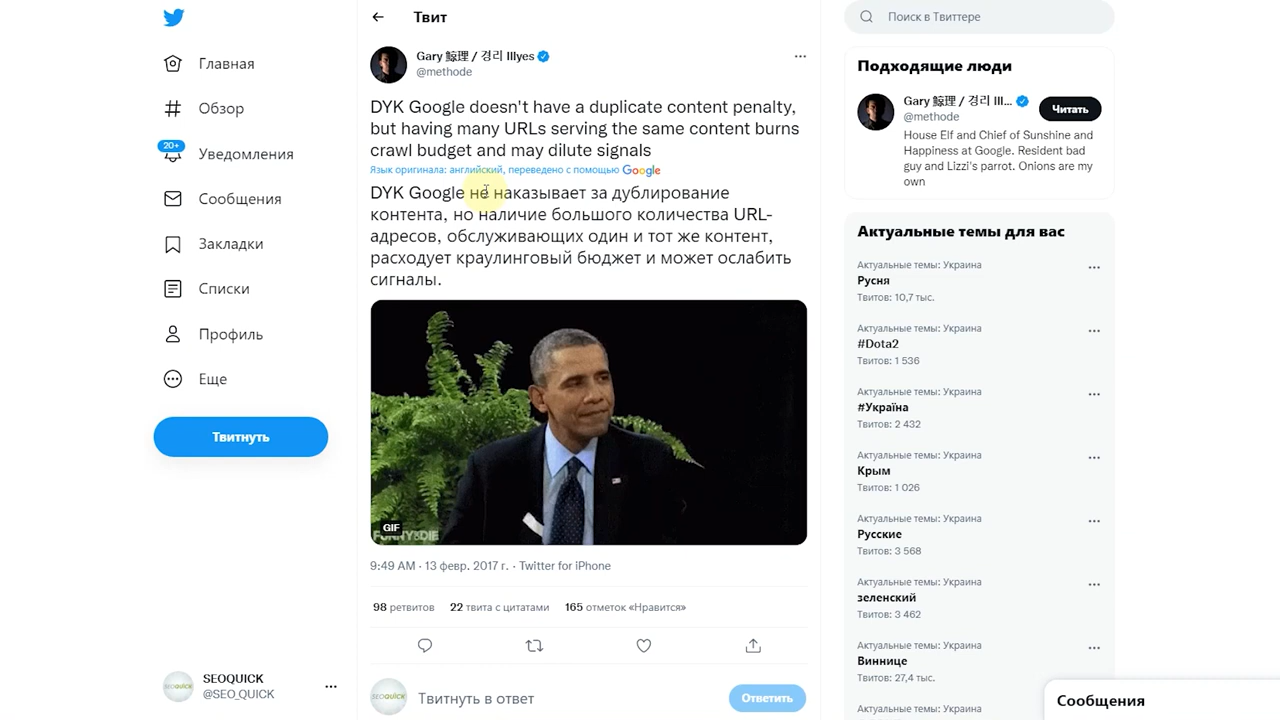 Главная
Обзор
20+
Уведомления
Сообщения
Закладки
Списки
Профиль
Еще
Твитнуть
SEOQUICK
@SEO_QUICK
Твит
Gary 鯨理 / 경리 Illyes
@methode
DYK Google doesn't have a duplicate content penalty,
but having many URLs serving the same content burns
crawl budget and may dilute signals
Язык оригинала: английский, переведено с помощью Google
DYK Google не наказывает за дублирование
контента, но наличие большого количества URL-
адресов, обслуживающих один и тот же контент,
расходует краулинговый бюджет и может ослабить
сигналы.
GIF
FUNNY OR DIE
9:49 AM · 13 февр. 2017 г. · Twitter for iPhone
98 ретвитов 22 твита с цитатами 165 отметок «Нравится»
SEOQUICK
Твитнуть в ответ
Ответить
Поиск в Твиттере
Подходящие люди
Gary 鯨理 / 경리 Ill...
@methode
Читать
House Elf and Chief of Sunshine and
Happiness at Google. Resident bad
guy and Lizzi's parrot. Onions are my
own
Актуальные темы для вас
Актуальные темы: Украина
Русня
Твитов: 10,7 тыс.
Актуальные темы: Украина
#Dota2
Твитов: 1 536
Актуальные темы: Украина
#Україна
Твитов: 2 432
Актуальные темы: Украина
Крым
Твитов: 1 026
Актуальные темы: Украина
Русские
Твитов: 3 568
Актуальные темы: Украина
зеленский
Твитов: 3 462
Актуальные темы: Украина
Виннице
Твитов: 27,4 тыс.
Актуальные темы: Украина
Сообщения